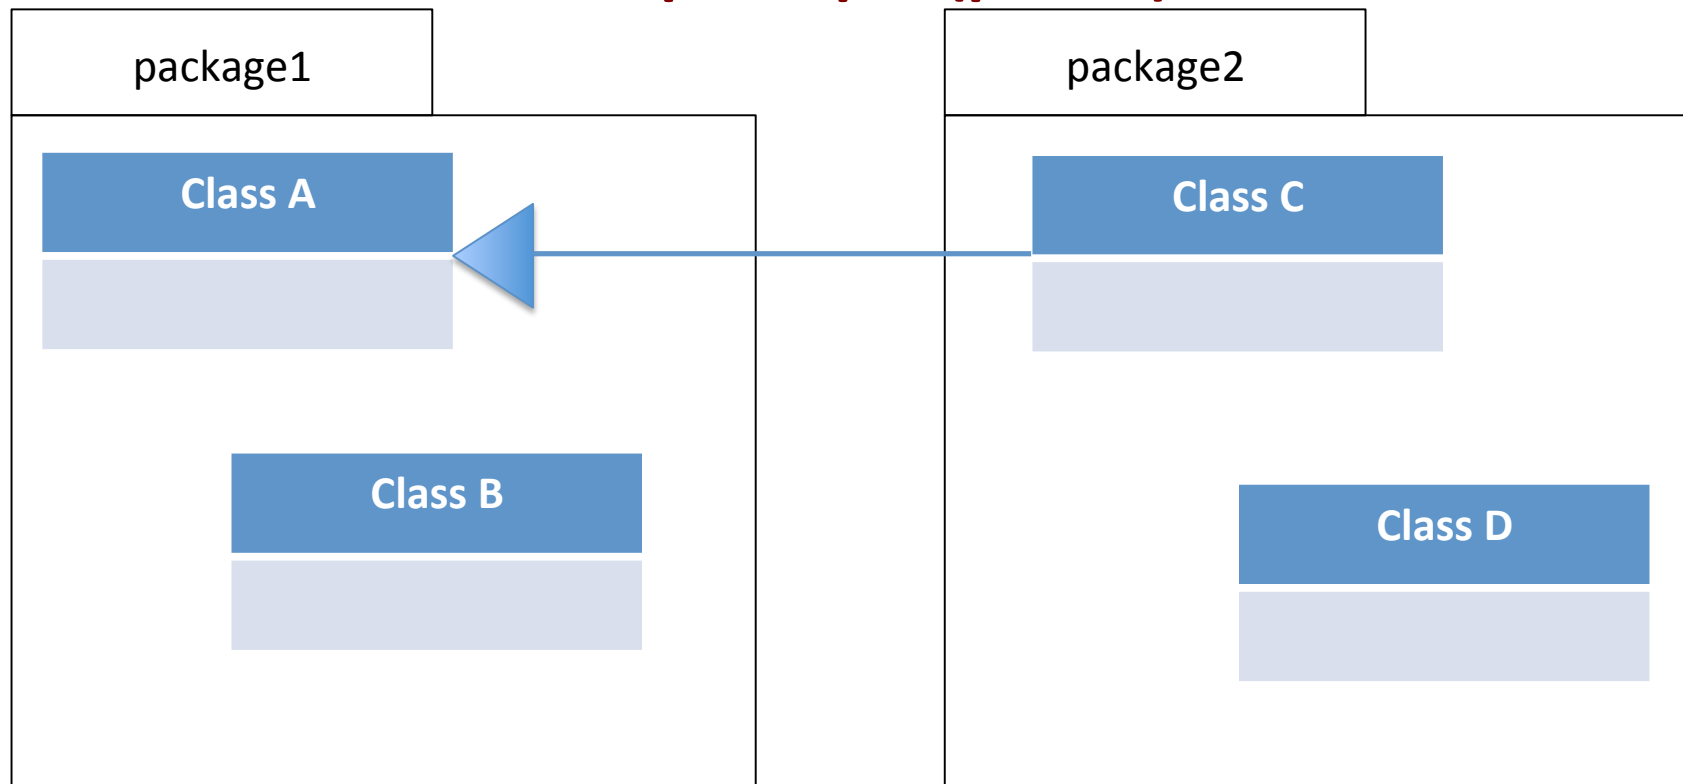 package1
package2
Class A
Class C
Class B
Class D